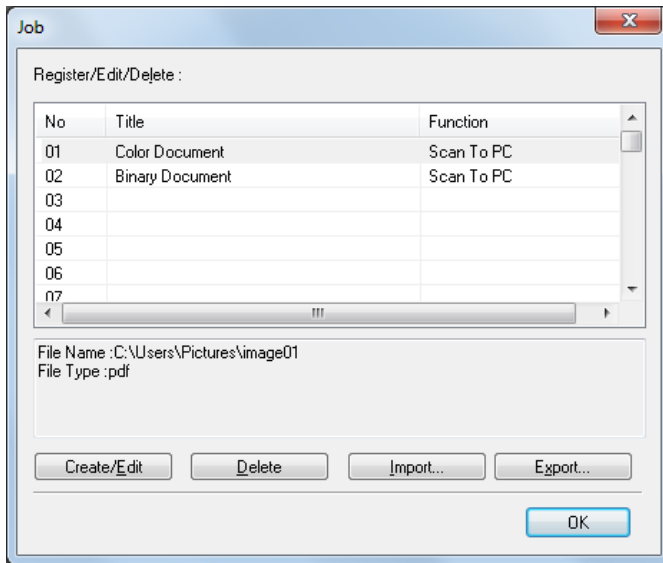 Job
Register/Edit/Delete :
No Title Function
01 Color Document Scan To PC
02 Binary Document Scan To PC
03
04
05
06
07
File Name :C:\Users\Pictures\image01
File Type :pdf
Create/Edit Delete Import... Export...
OK